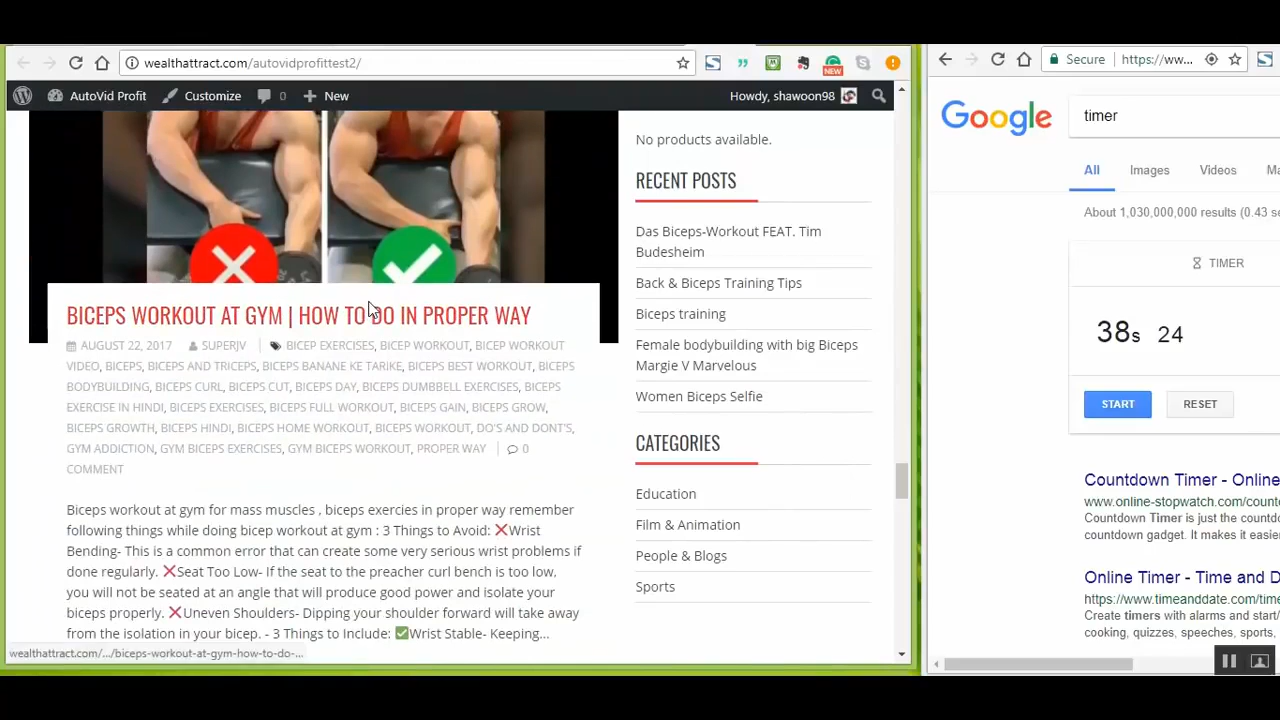 wealthattract.com/autovidprofittest2/
NEW
AutoVid Profit Customize 0 New Howdy, shawoon98
BICEPS WORKOUT AT GYM | HOW TO DO IN PROPER WAY
AUGUST 22, 2017 SUPERJV BICEP EXERCISES, BICEP WORKOUT, BICEP WORKOUT
VIDEO, BICEPS, BICEPS AND TRICEPS, BICEPS BANANE KE TARIKE, BICEPS BEST WORKOUT, BICEPS
BODYBUILDING, BICEPS CURL, BICEPS CUT, BICEPS DAY, BICEPS DUMBBELL EXERCISES, BICEPS
EXERCISE IN HINDI, BICEPS EXERCISES, BICEPS FULL WORKOUT, BICEPS GAIN, BICEPS GROW,
BICEPS GROWTH, BICEPS HINDI, BICEPS HOME WORKOUT, BICEPS WORKOUT, DO'S AND DONT'S,
GYM ADDICTION, GYM BICEPS EXERCISES, GYM BICEPS WORKOUT, PROPER WAY 0
COMMENT
Biceps workout at gym for mass muscles , biceps exercies in proper way remember
following things while doing bicep workout at gym : 3 Things to Avoid: ❌Wrist
Bending- This is a common error that can create some very serious wrist problems if
done regularly. ❌Seat Too Low- If the seat to the preacher curl bench is too low,
you will not be seated at an angle that will produce good power and isolate your
biceps properly. ❌Uneven Shoulders- Dipping your shoulder forward will take away
from the isolation in your bicep. - 3 Things to Include: ✅Wrist Stable- Keeping...
wealthattract.com/.../biceps-workout-at-gym-how-to-do-...
No products available.
RECENT POSTS
Das Biceps-Workout FEAT. Tim
Budesheim
Back & Biceps Training Tips
Biceps training
Female bodybuilding with big Biceps
Margie V Marvelous
Women Biceps Selfie
CATEGORIES
Education
Film & Animation
People & Blogs
Sports
Secure https://ww...
Google timer
All Images Videos Ma
About 1,030,000,000 results (0.43 se
TIMER
38s 24
START RESET
Countdown Timer - Online
www.online-stopwatch.com/count
Countdown Timer is just the countd
countdown gadget. It makes it easier
Online Timer - Time and D
https://www.timeanddate.com/time
Create timers with alarms and start/
cooking, quizzes, speeches, sports,